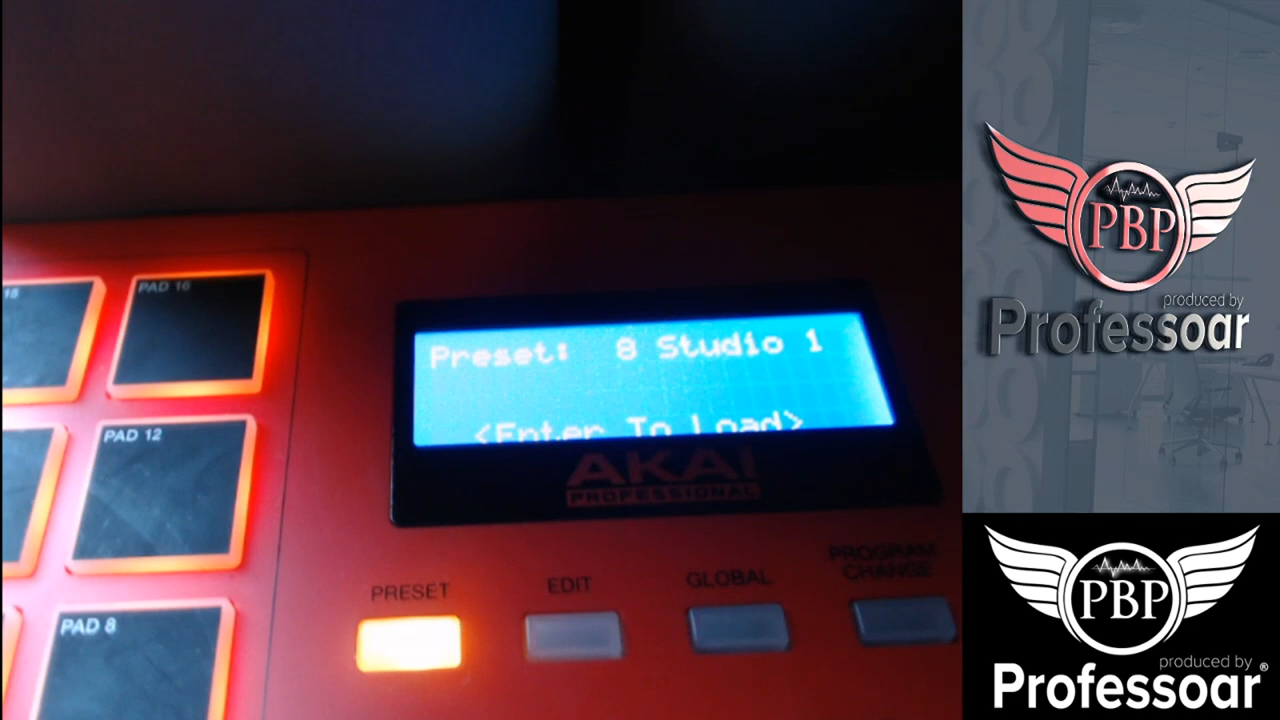 PAD 16
PAD 12
PAD 8
Preset: 8 Studio 1
<Enter To Load>
AKAI
PROFESSIONAL
PRESET
EDIT
GLOBAL
PROGRAM
CHANGE
PBP
produced by
Professoar
PBP
produced by
Professoar®